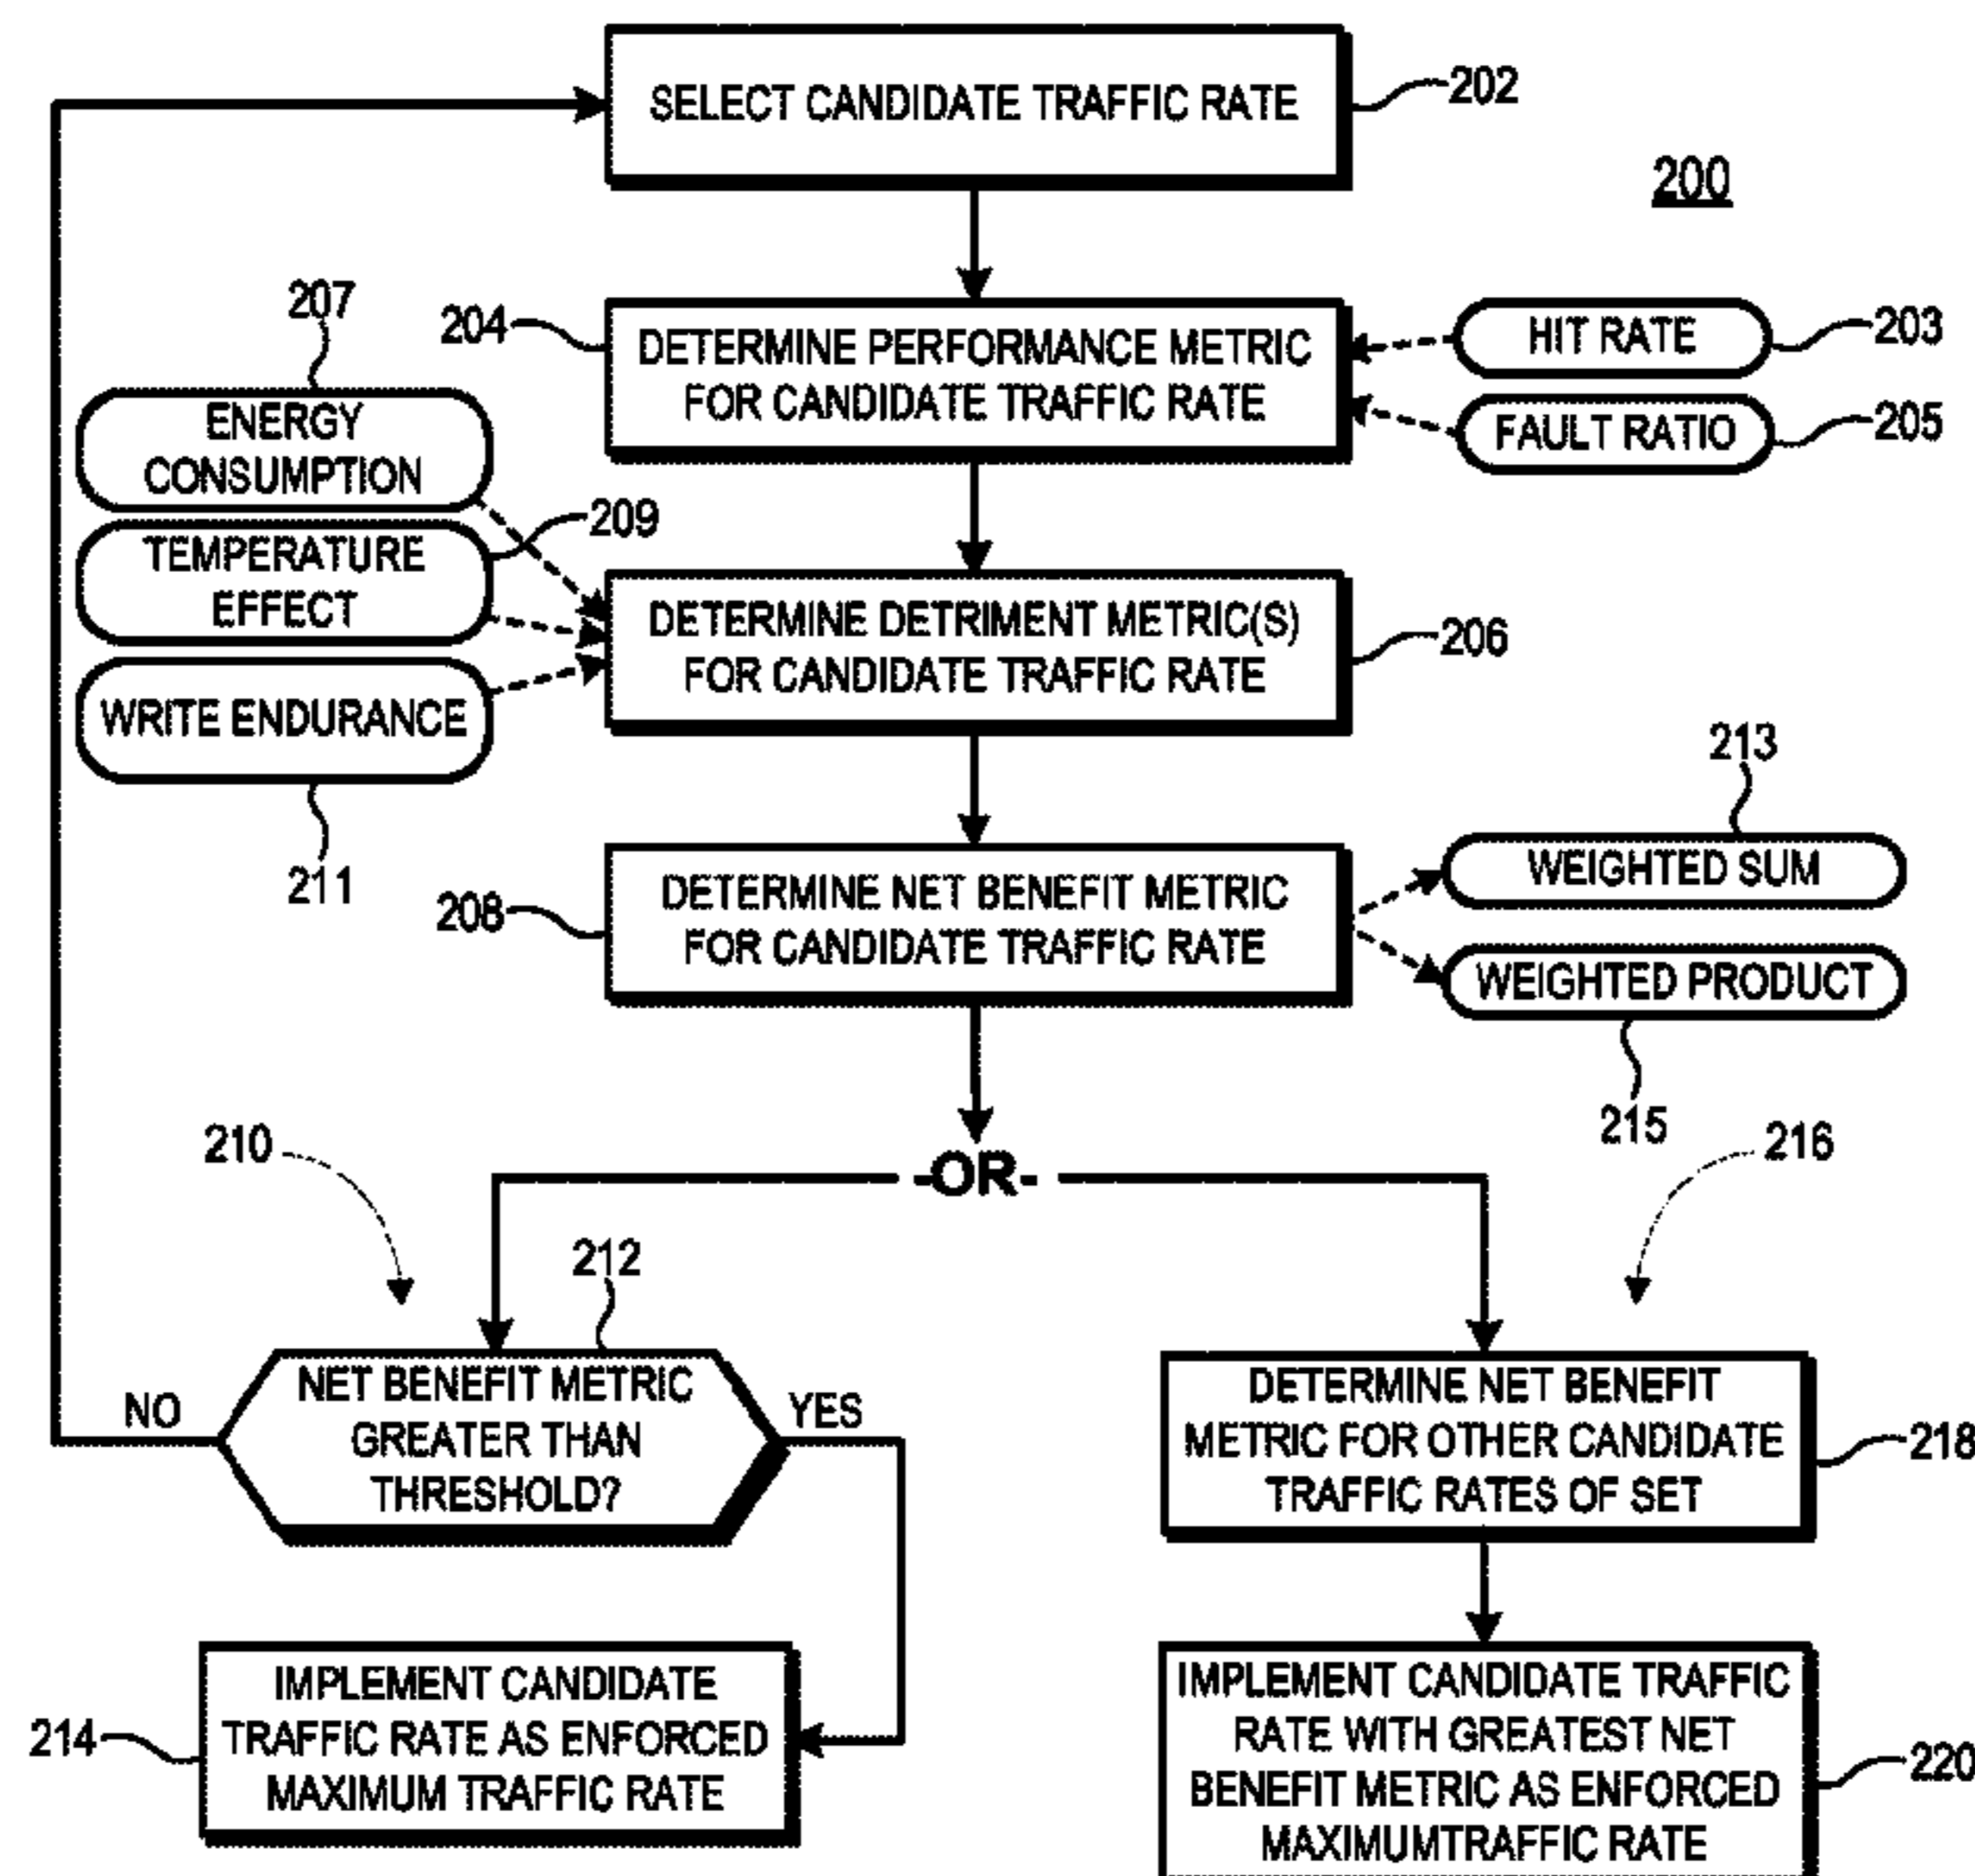 SELECT CANDIDATE TRAFFIC RATE
202
200
207
204
DETERMINE PERFORMANCE METRIC
FOR CANDIDATE TRAFFIC RATE
HIT RATE
203
FAULT RATIO
205
ENERGY
CONSUMPTION
209
TEMPERATURE
EFFECT
WRITE ENDURANCE
211
DETERMINE DETRIMENT METRIC(S)
FOR CANDIDATE TRAFFIC RATE
206
213
208
DETERMINE NET BENEFIT METRIC
FOR CANDIDATE TRAFFIC RATE
WEIGHTED SUM
WEIGHTED PRODUCT
215
-OR-
210
216
212
NO
NET BENEFIT METRIC
GREATER THAN
THRESHOLD?
YES
DETERMINE NET BENEFIT
METRIC FOR OTHER CANDIDATE
TRAFFIC RATES OF SET
218
214
IMPLEMENT CANDIDATE
TRAFFIC RATE AS ENFORCED
MAXIMUM TRAFFIC RATE
IMPLEMENT CANDIDATE TRAFFIC
RATE WITH GREATEST NET
BENEFIT METRIC AS ENFORCED
MAXIMUMTRAFFIC RATE
220